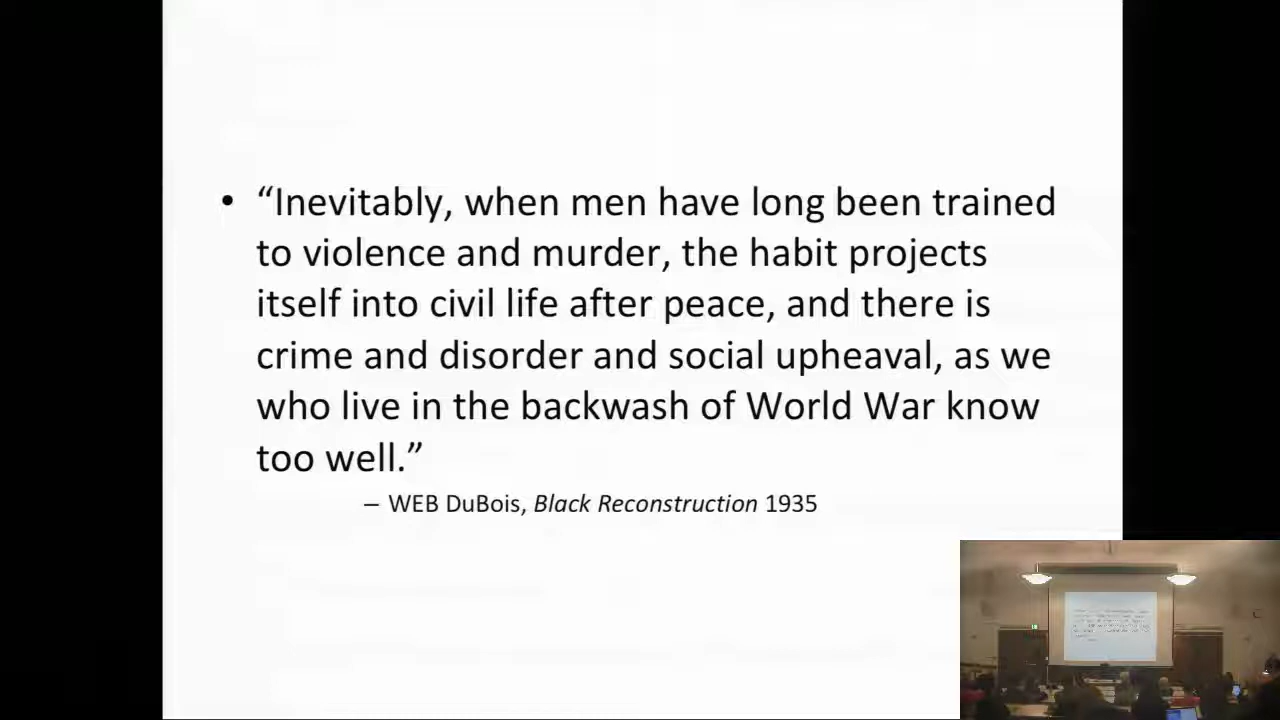 • “Inevitably, when men have long been trained
to violence and murder, the habit projects
itself into civil life after peace, and there is
crime and disorder and social upheaval, as we
who live in the backwash of World War know
too well.”
– WEB DuBois, Black Reconstruction 1935